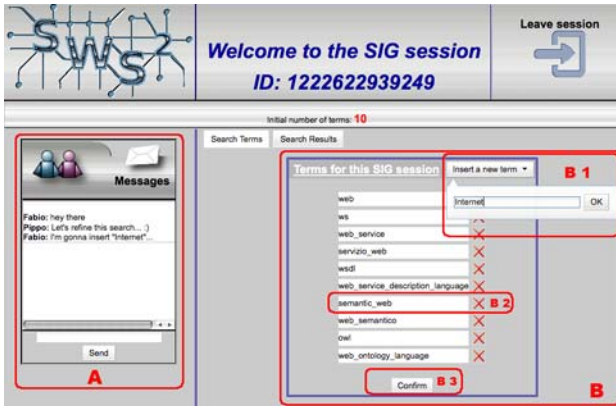 SWS2
Welcome to the SIG session
ID: 1222622939249
Leave session
Initial number of terms: 10
Search Terms
Search Results
Messages
Fabio: hey there
Pippo: Let's refine this search... :)
Fabio: I'm gonna insert "Internet"...
Send
A
Terms for this SIG session
Insert a new term
B 1
Internet
OK
web
ws
web_service
servizio_web
wsdl
web_service_description_language
semantic_web
B 2
web_semantico
owl
web_ontology_language
Confirm
B 3
B